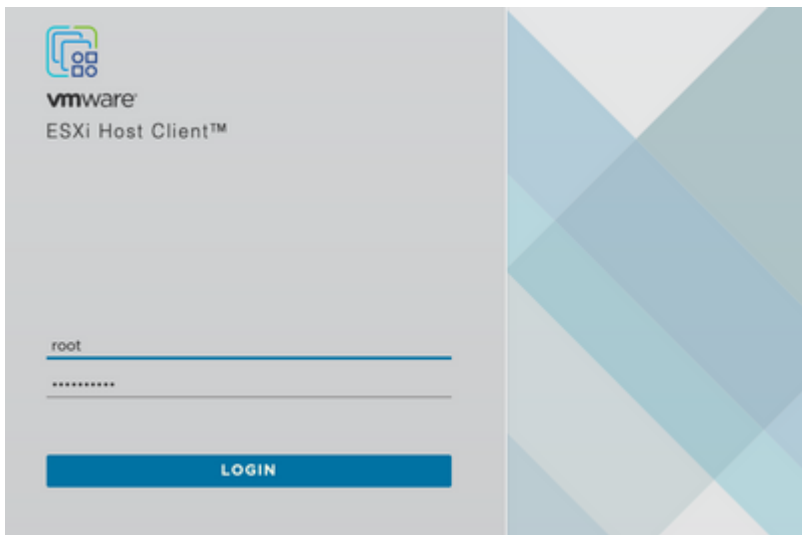 vmware
ESXi Host Client™
root
••••••••••
LOGIN